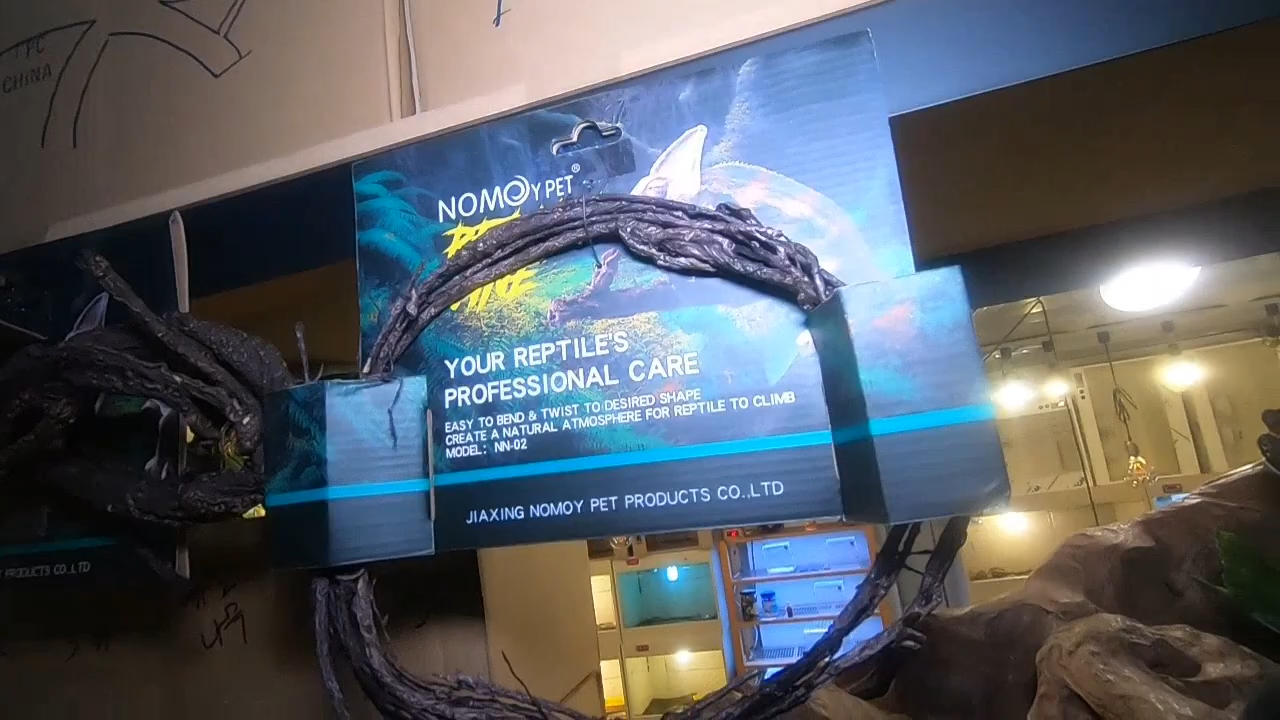 PC
CHINA
NOMOY PET®
YOUR REPTILE'S
PROFESSIONAL CARE
EASY TO BEND & TWIST TO DESIRED SHAPE
CREATE A NATURAL ATMOSPHERE FOR REPTILE TO CLIMB
MODEL: NN-02
JIAXING NOMOY PET PRODUCTS CO.,LTD
PRODUCTS CO.,LTD